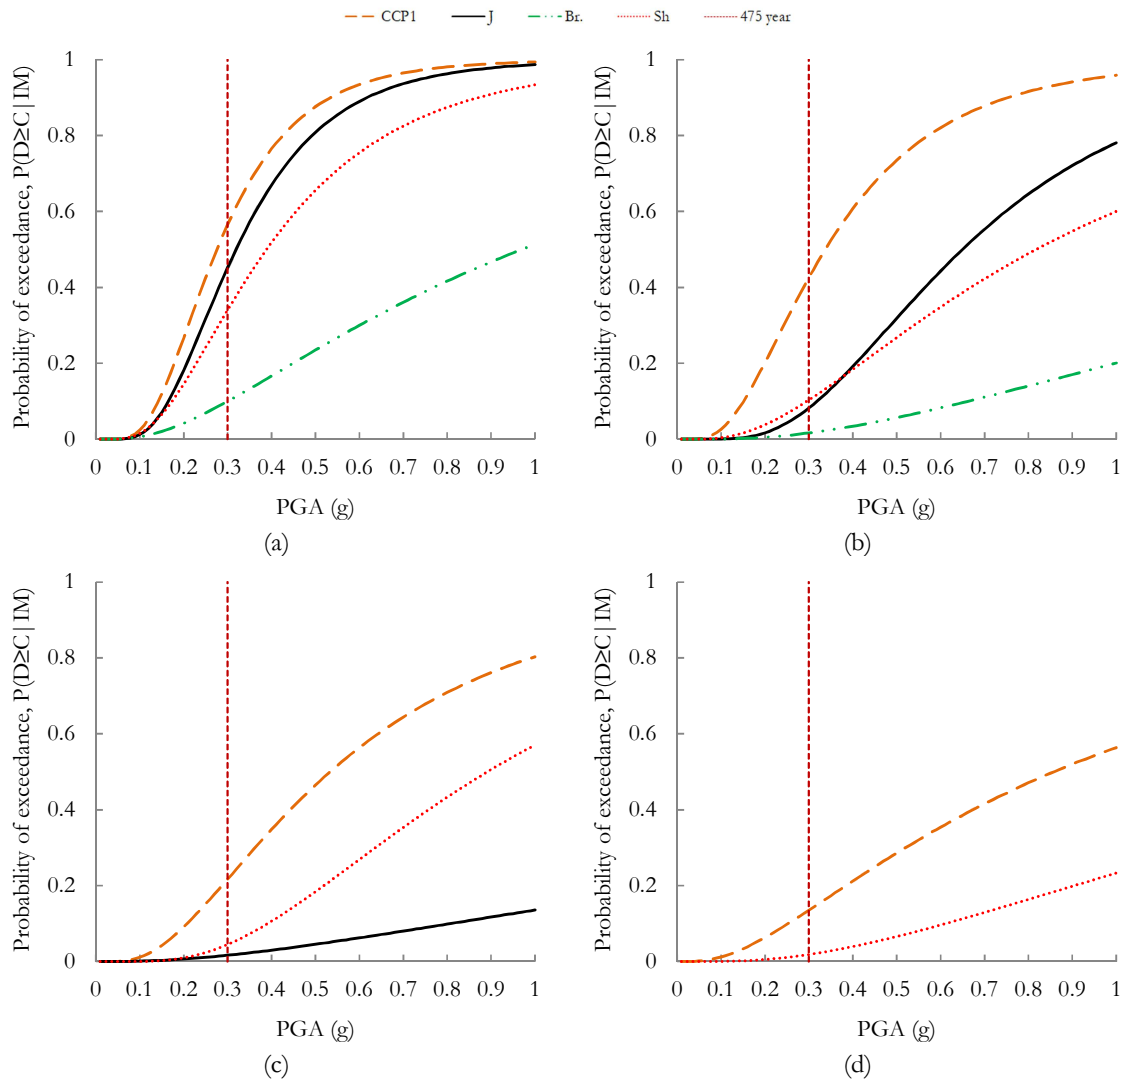 CCP1 J Br. Sh 475 year
Probability of exceedance, P(D≥C|IM)
1
0.8
0.6
0.4
0.2
0
0 0.1 0.2 0.3 0.4 0.5 0.6 0.7 0.8 0.9 1
PGA (g)
(a)
Probability of exceedance, P(D≥C|IM)
1
0.8
0.6
0.4
0.2
0
0 0.1 0.2 0.3 0.4 0.5 0.6 0.7 0.8 0.9 1
PGA (g)
(b)
Probability of exceedance, P(D≥C|IM)
1
0.8
0.6
0.4
0.2
0
0 0.1 0.2 0.3 0.4 0.5 0.6 0.7 0.8 0.9 1
PGA (g)
(c)
Probability of exceedance, P(D≥C|IM)
1
0.8
0.6
0.4
0.2
0
0 0.1 0.2 0.3 0.4 0.5 0.6 0.7 0.8 0.9 1
PGA (g)
(d)